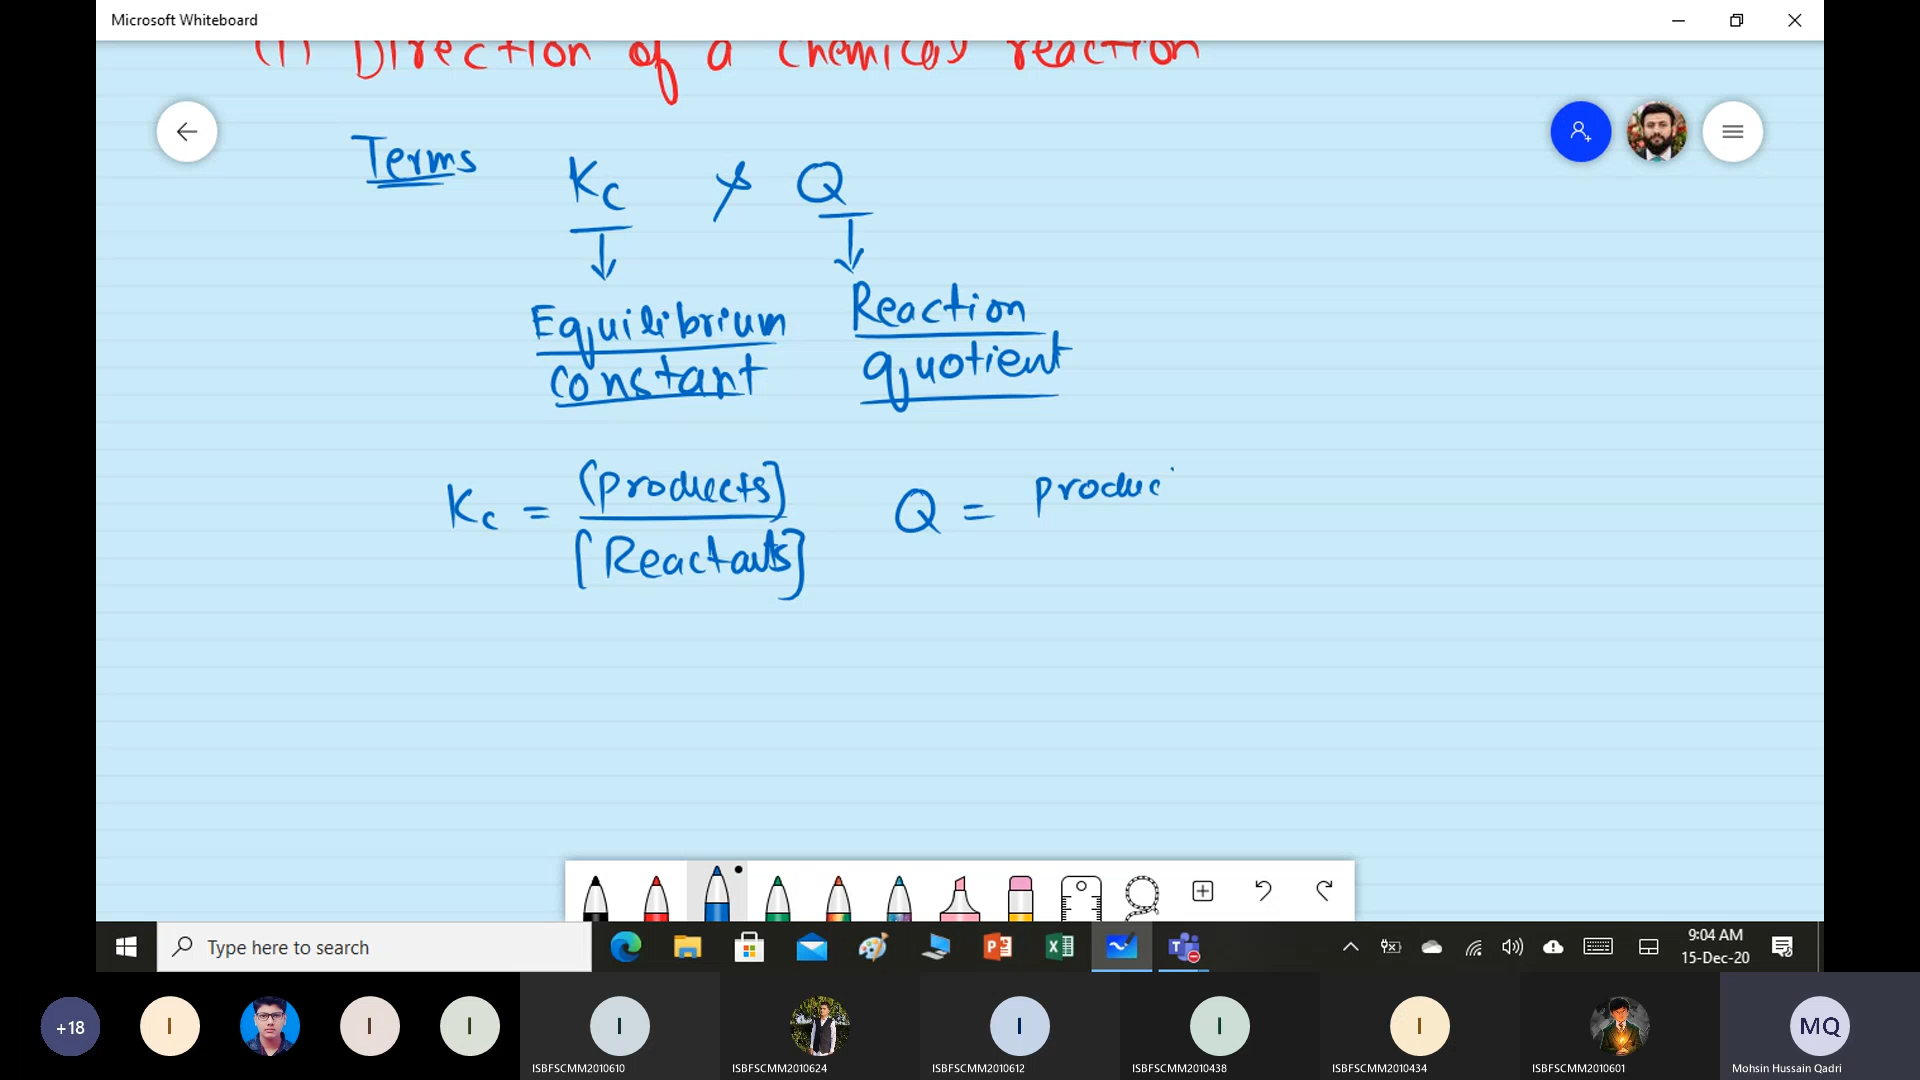 Microsoft Whiteboard
(1) Direction of a chemical reaction
Terms Kc & Q
Equilibrium Reaction
constant quotient
Kc = [Products] Q = produc
[Reactants]
Type here to search
9:04 AM
15-Dec-20
+18 I I I I I I I I MQ
ISBFSCMM2010610 ISBFSCMM2010624 ISBFSCMM2010612 ISBFSCMM2010438 ISBFSCMM2010434 ISBFSCMM2010601 Mohsin Hussain Qadri